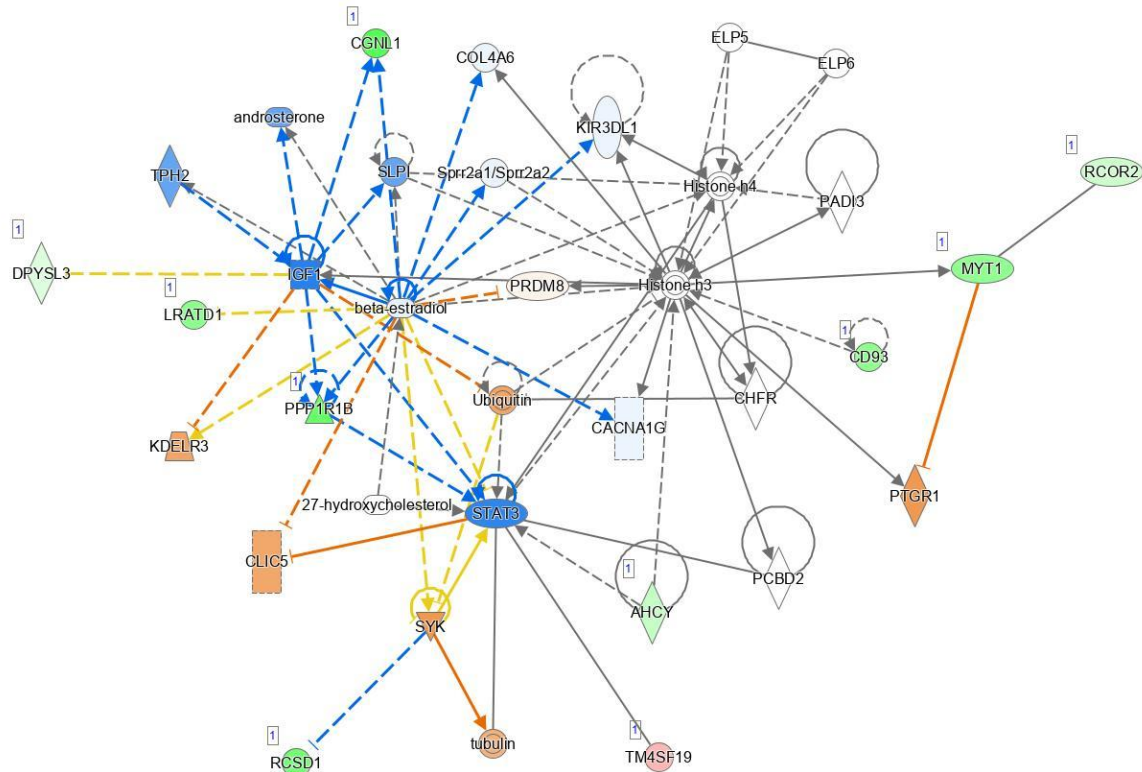 1
CGNL1
COL4A6
ELP5
ELP6
androsterone
KIR3DL1
1
RCOR2
TPH2
SLPI
Sprr2a1/Sprr2a2
Histone h4
PADI3
1
DPYSL3
IGF1
1
MYT1
PRDM8
Histone h3
1
LRATD1
beta-estradiol
1
CD93
1
PPP1R1B
Ubiquitin
CACNA1G
CHFR
KDELR3
PTGR1
27-hydroxycholesterol
STAT3
CLIC5
1
PCBD2
AHCY
SYK
1
RCSD1
tubulin
1
TM4SF19